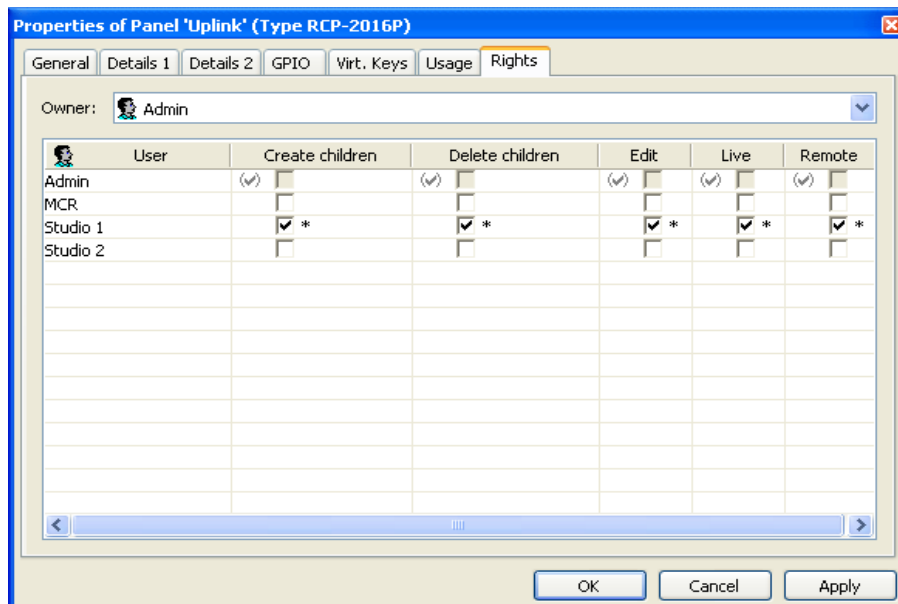 Properties of Panel 'Uplink' (Type RCP-2016P)
General Details 1 Details 2 GPIO Virt. Keys Usage Rights
Owner: Admin
User Create children Delete children Edit Live Remote
Admin
MCR
Studio 1 * * * * *
Studio 2
OK Cancel Apply